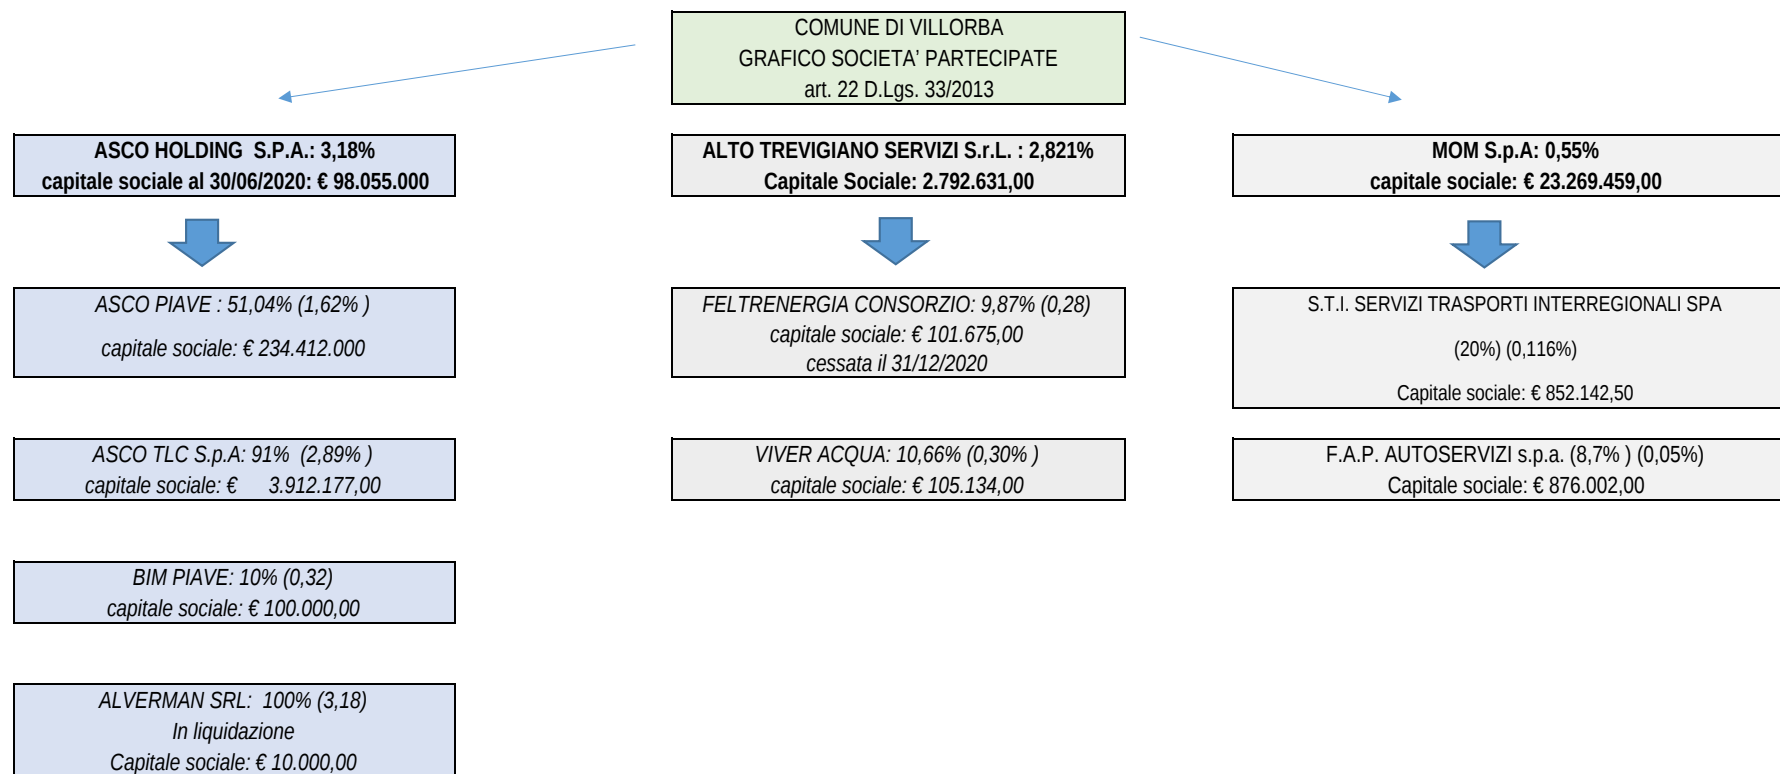 COMUNE DI VILLORBA
GRAFICO SOCIETA' PARTECIPATE
art. 22 D.Lgs. 33/2013
ASCO HOLDING S.P.A.: 3,18%
capitale sociale al 30/06/2020: € 98.055.000
ALTO TREVIGIANO SERVIZI S.r.L. : 2,821%
Capitale Sociale: 2.792.631,00
MOM S.p.A: 0,55%
capitale sociale: € 23.269.459,00
ASCO PIAVE : 51,04% (1,62% )
capitale sociale: € 234.412.000
FELTRENERGIA CONSORZIO: 9,87% (0,28)
capitale sociale: € 101.675,00
cessata il 31/12/2020
S.T.I. SERVIZI TRASPORTI INTERREGIONALI SPA
(20%) (0,116%)
Capitale sociale: € 852.142,50
ASCO TLC S.p.A: 91% (2,89% )
capitale sociale: € 3.912.177,00
VIVER ACQUA: 10,66% (0,30% )
capitale sociale: € 105.134,00
F.A.P. AUTOSERVIZI s.p.a. (8,7% ) (0,05%)
Capitale sociale: € 876.002,00
BIM PIAVE: 10% (0,32)
capitale sociale: € 100.000,00
ALVERMAN SRL: 100% (3,18)
In liquidazione
Capitale sociale: € 10.000,00